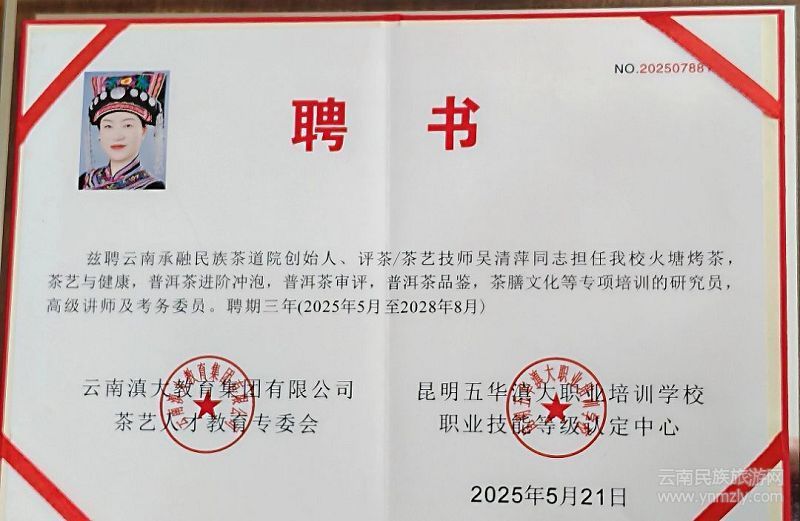 NO.20250788
聘 书
兹聘云南承融民族茶道院创始人、评茶/茶艺技师吴清萍同志担任我校火塘烤茶,
茶艺与健康，普洱茶进阶冲泡，普洱茶审评，普洱茶品鉴，茶膳文化等专项培训的研究员，
高级讲师及考务委员。聘期三年(2025年5月至2028年8月)
云南滇大教育集团有限公司
茶艺人才教育专委会
昆明五华滇大职业培训学校
职业技能等级认定中心
2025年5月21日
云南民族旅游网
www.ynmzly.com